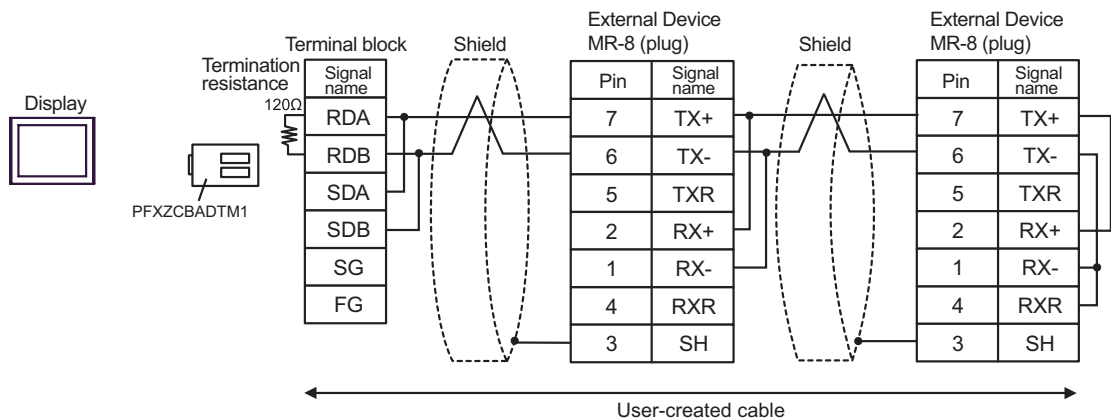 Display
PFXZCBADTM1
Termination
resistance
120Ω
Terminal block
Signal
name
RDA
RDB
SDA
SDB
SG
FG
Shield
External Device
MR-8 (plug)
Pin
Signal
name
7 TX+
6 TX-
5 TXR
2 RX+
1 RX-
4 RXR
3 SH
Shield
External Device
MR-8 (plug)
Pin
Signal
name
7 TX+
6 TX-
5 TXR
2 RX+
1 RX-
4 RXR
3 SH
User-created cable